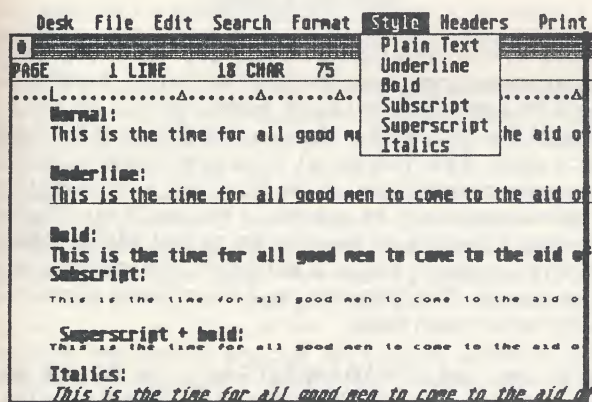 Desk File Edit Search Format Style Headers Print
Plain Text
Underline
Bold
Subscript
Superscript
Italics
PAGE 1 LINE 18 CHAR 75
Normal:
This is the time for all good me he aid of
Underline:
This is the time for all good men to come to the aid of
Bold:
This is the time for all good men to come to the aid of
Subscript:
This is the time for all good men to come to the aid o
Superscript + bold:
This is the time for all good men to come to the aid o
Italics:
This is the time for all good men to come to the aid of